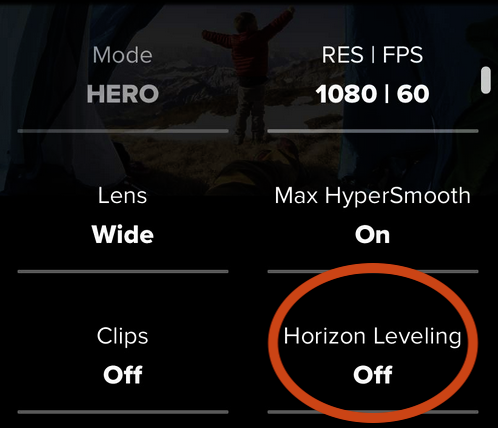 Mode
HERO
RES | FPS
1080 | 60
Lens
Wide
Max HyperSmooth
On
Clips
Off
Horizon Leveling
Off